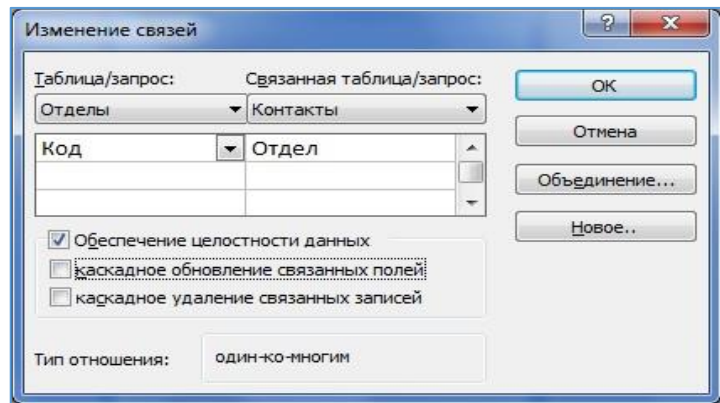 Изменение связей
Таблица/запрос: Связанная таблица/запрос:
Отделы Контакты
Код Отдел
Обеспечение целостности данных
каскадное обновление связанных полей
каскадное удаление связанных записей
Тип отношения: один-ко-многим
ОК
Отмена
Объединение...
Новое..